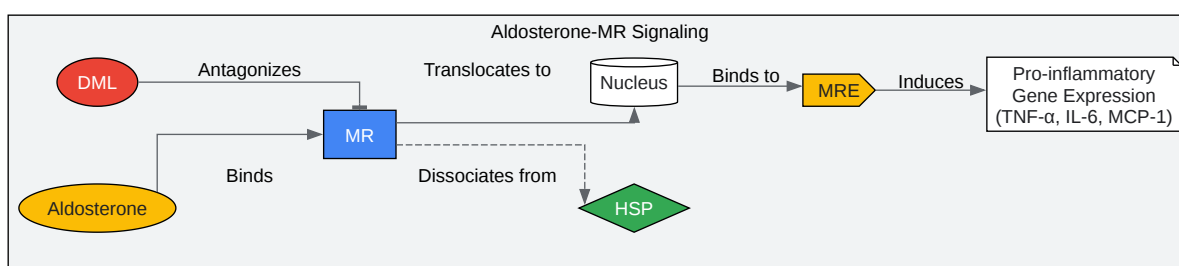 Aldosterone-MR Signaling
DML
Antagonizes
Translocates to
Nucleus
Binds to
MRE
Induces
Pro-inflammatory
Gene Expression
(TNF-α, IL-6, MCP-1)
MR
Binds
Dissociates from
Aldosterone
HSP